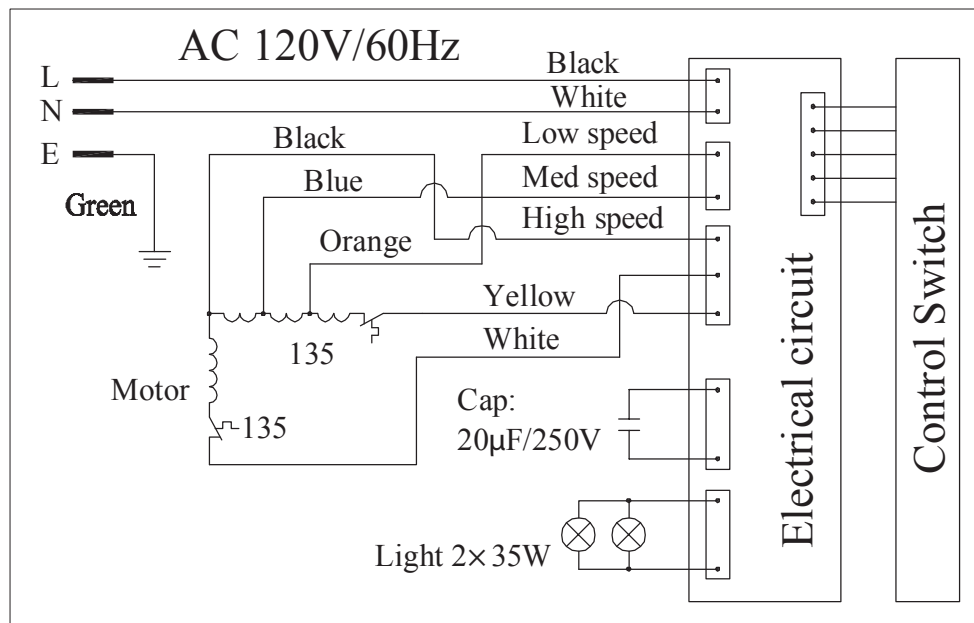 AC 120V/60Hz
L
Black
N
White
E
Black
Low speed
Green
Blue
Med speed
High speed
Orange
Yellow
135
White
Motor
135
Cap:
20μF/250V
Light 2×35W
Electrical circuit
Control Switch